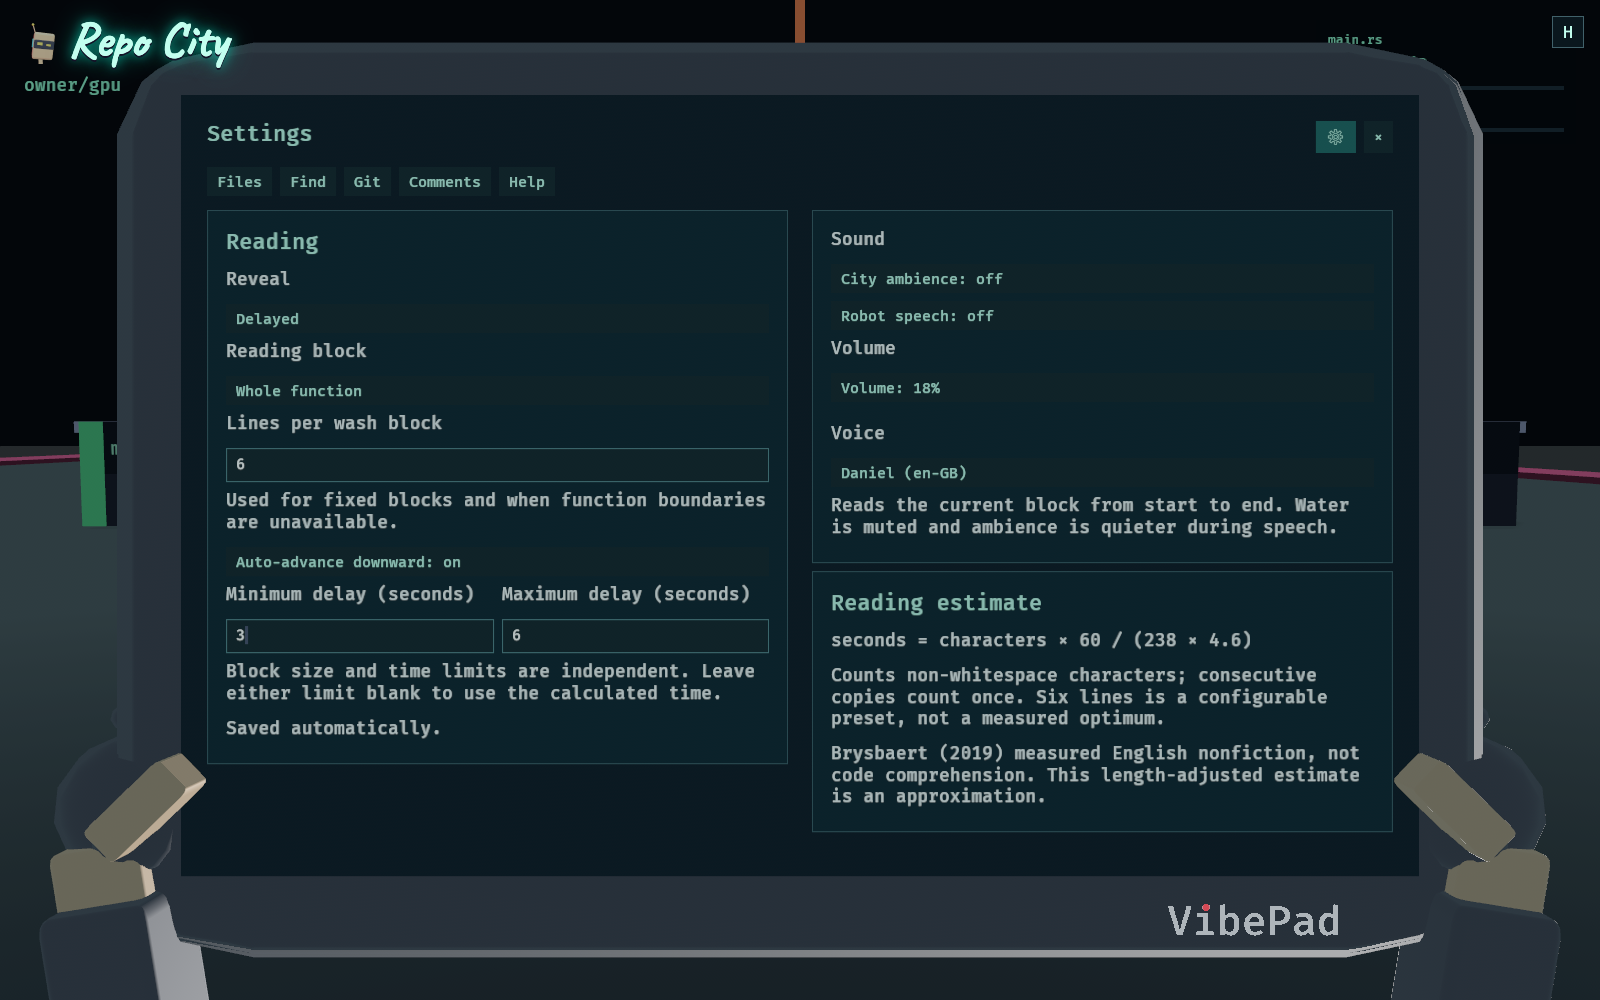 Repo City
owner/gpu
main.rs
H
Settings
×
Files
Find
Git
Comments
Help
Reading
Reveal
Delayed
Reading block
Whole function
Lines per wash block
6
Used for fixed blocks and when function boundaries
are unavailable.
Auto-advance downward: on
Minimum delay (seconds)
Maximum delay (seconds)
3
6
Block size and time limits are independent. Leave
either limit blank to use the calculated time.
Saved automatically.
Sound
City ambience: off
Robot speech: off
Volume
Volume: 18%
Voice
Daniel (en-GB)
Reads the current block from start to end. Water
is muted and ambience is quieter during speech.
Reading estimate
seconds = characters × 60 / (238 × 4.6)
Counts non-whitespace characters; consecutive
copies count once. Six lines is a configurable
preset, not a measured optimum.
Brysbaert (2019) measured English nonfiction, not
code comprehension. This length-adjusted estimate
is an approximation.
VibePad